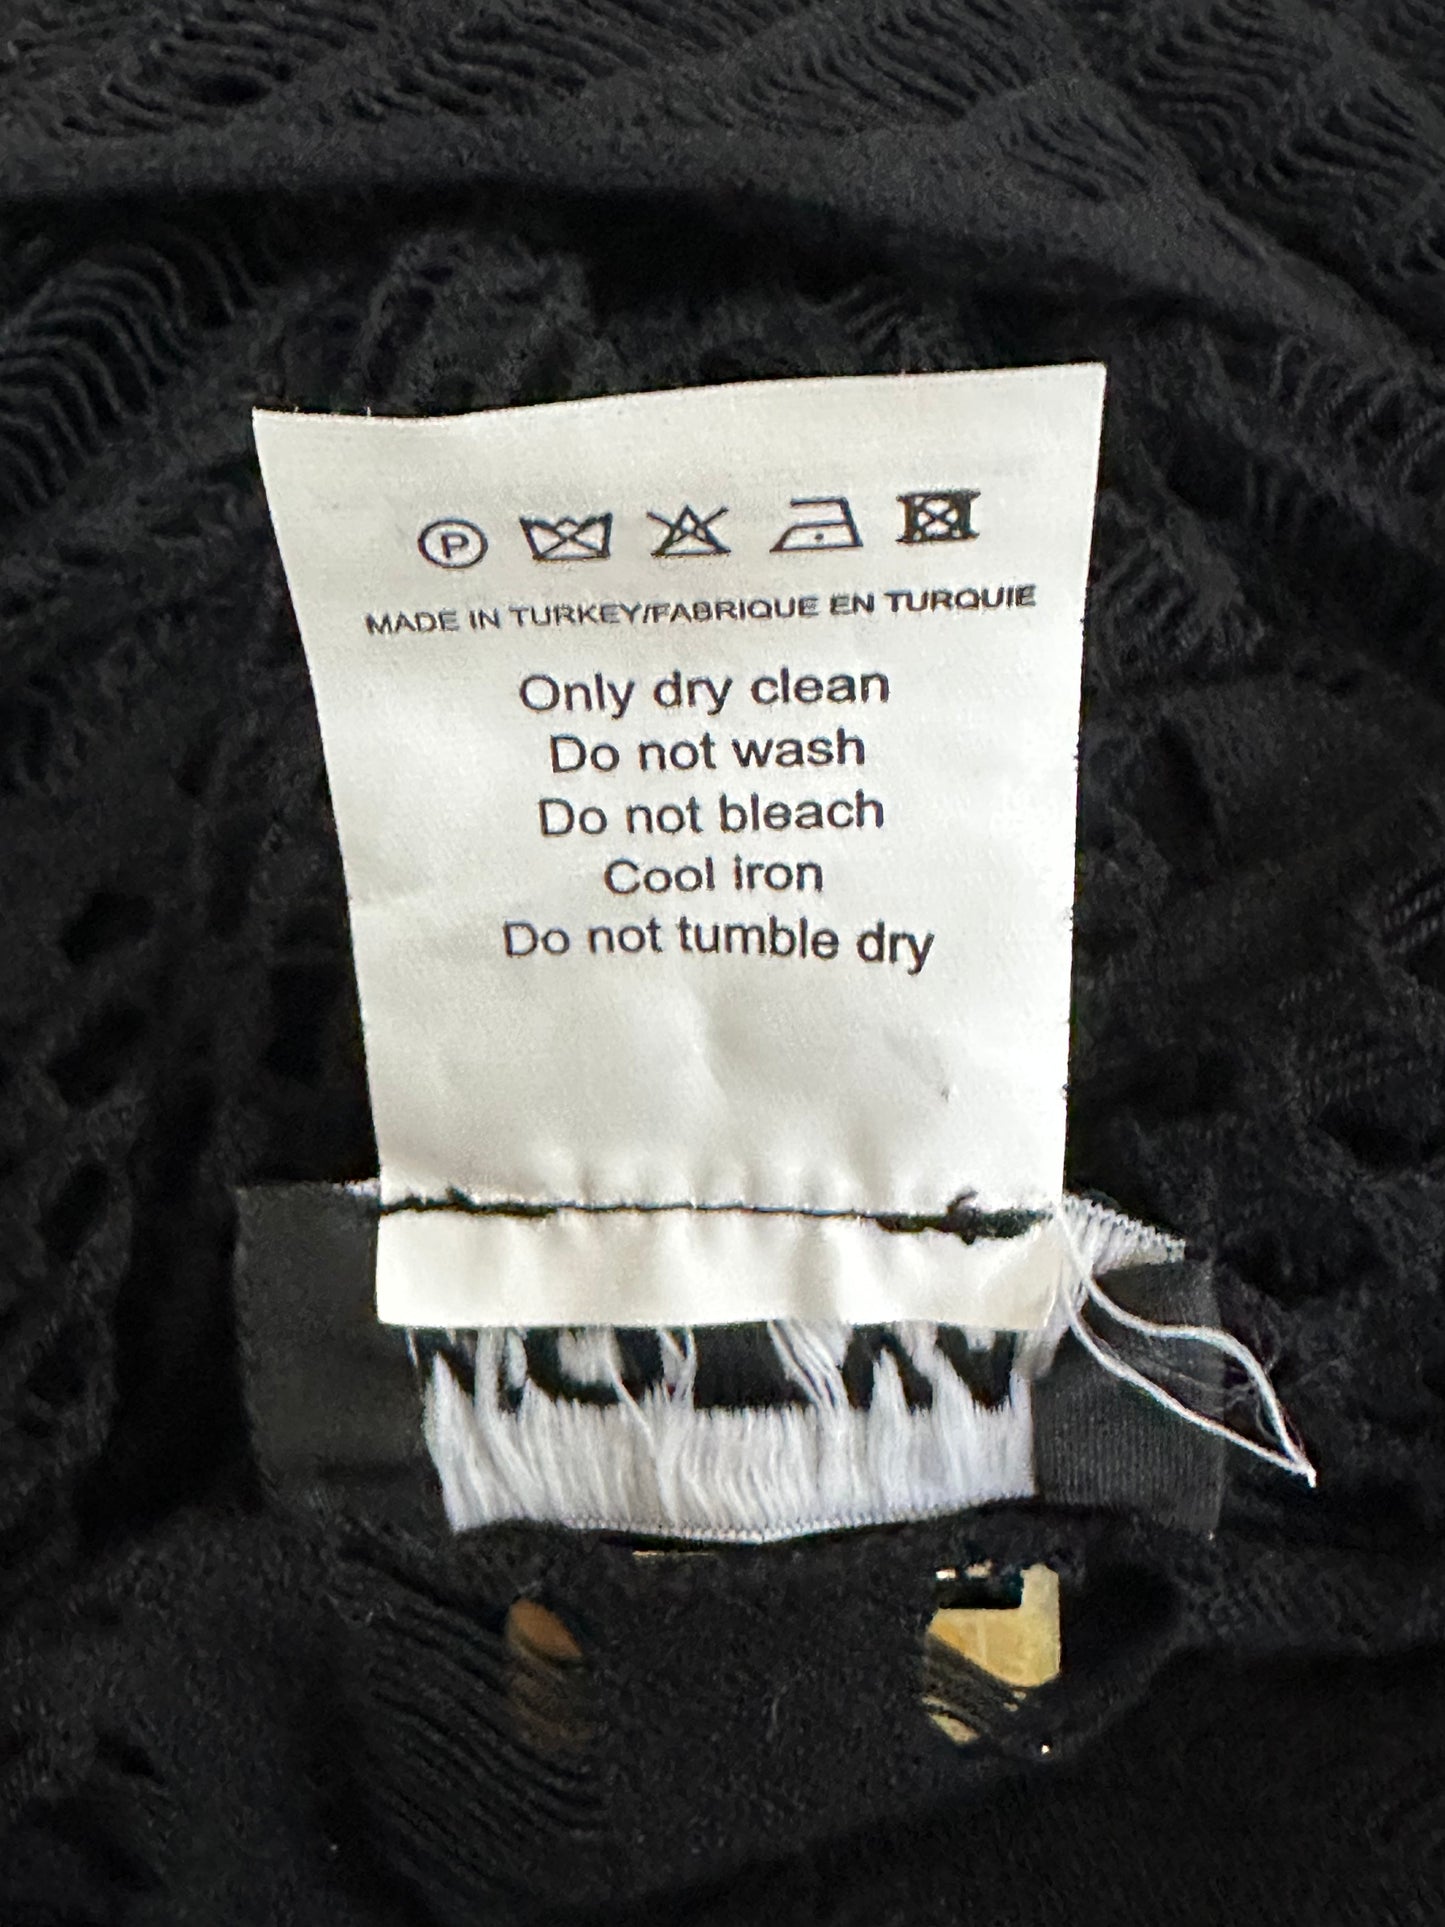 P
MADE IN TURKEY/FABRIQUE EN TURQUIE
Only dry clean
Do not wash
Do not bleach
Cool iron
Do not tumble dry